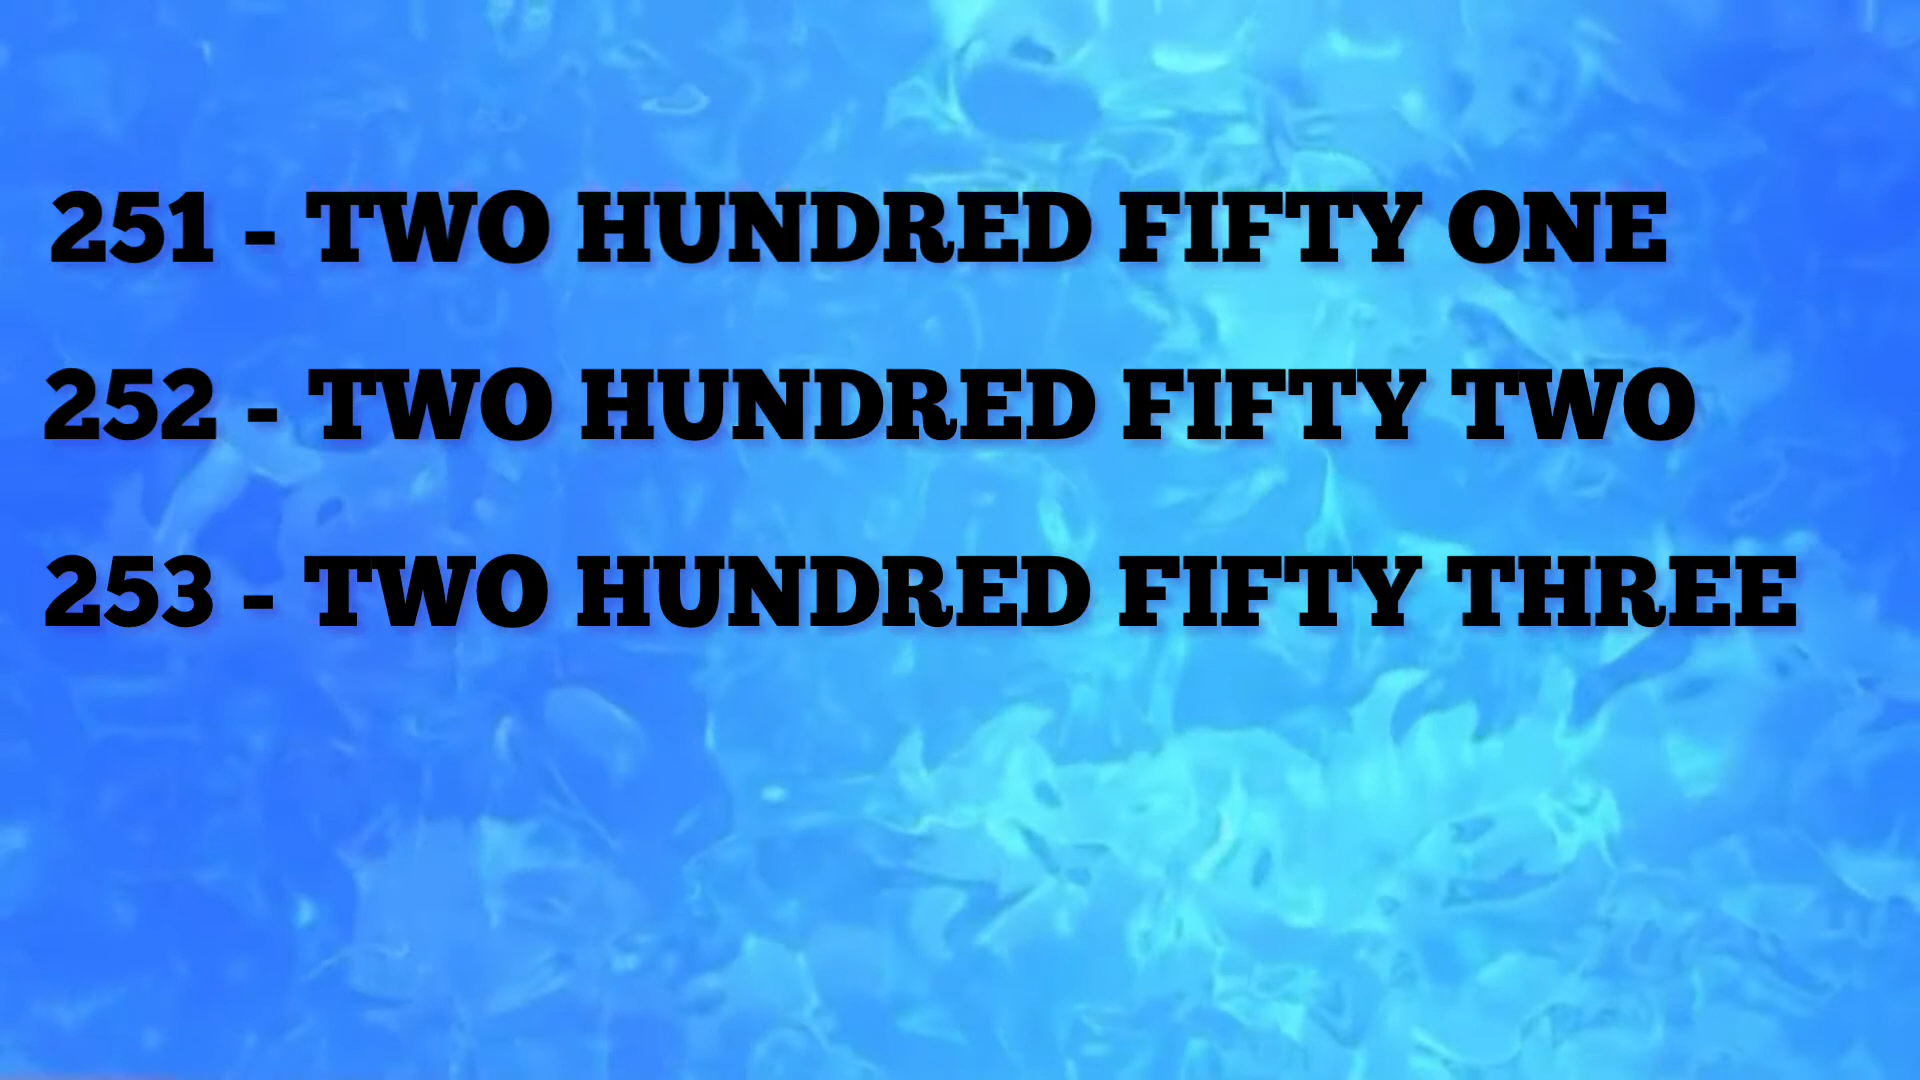 251 - TWO HUNDRED FIFTY ONE
252 - TWO HUNDRED FIFTY TWO
253 - TWO HUNDRED FIFTY THREE